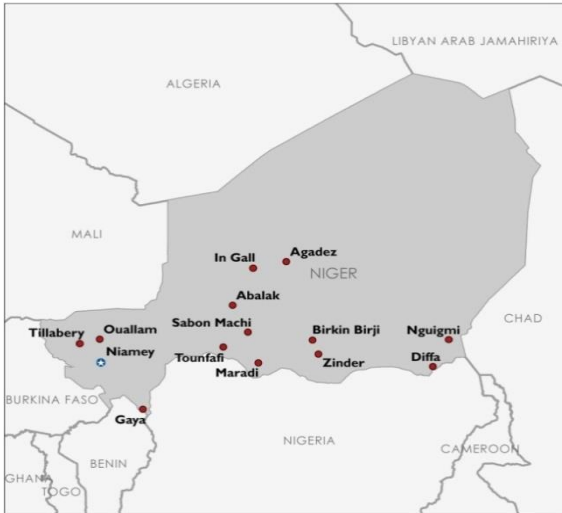 LIBYAN ARAB JAMAHIRIYA
ALGERIA
MALI
In Gall
Agadez
NIGER
Abalak
CHAD
Sabon Machi
Birkin Birji
Nguigmi
Tillabery
Ouallam
Niamey
Tounfafi
Zinder
Diffa
Maradi
BURKINA FASO
Gaya
NIGERIA
CAMEROON
BENIN
GHANA
TOGO